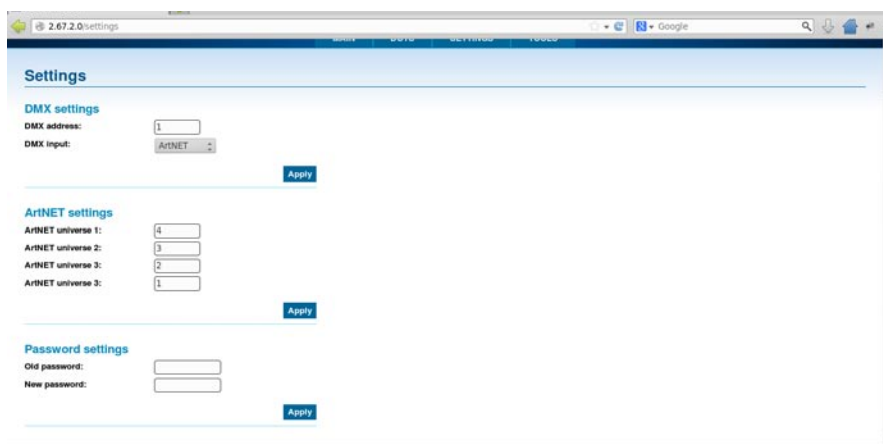 2.67.2.0/settings
Google
Settings
DMX settings
DMX address: 1
DMX input: ArtNET
Apply
ArtNET settings
ArtNET universe 1: 4
ArtNET universe 2: 3
ArtNET universe 3: 2
ArtNET universe 3: 1
Apply
Password settings
Old password:
New password:
Apply